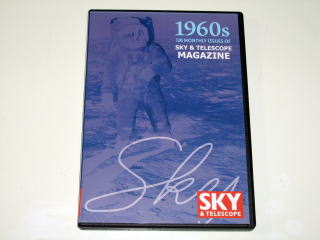 1960s
120 MONTHLY ISSUES OF
SKY & TELESCOPE
MAGAZINE
Sky
SKY
& TELESCOPE